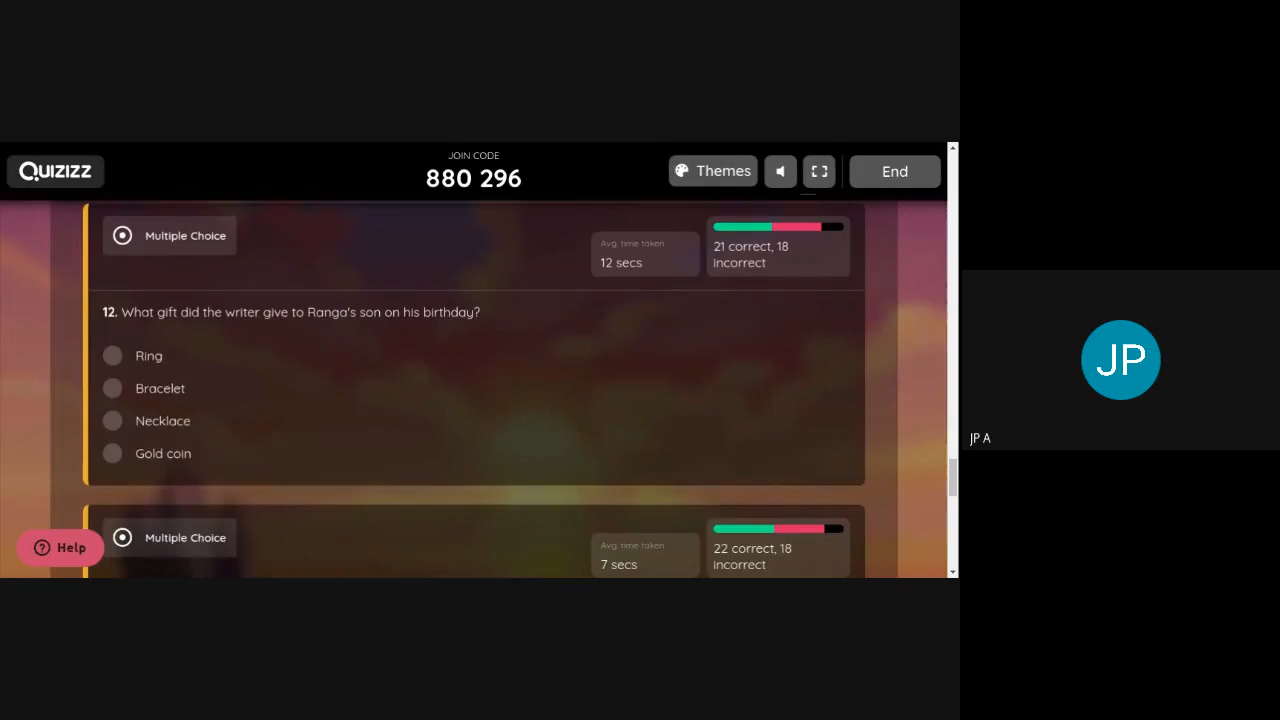 QUIZIZZ
JOIN CODE
880 296
Themes
End
Multiple Choice
Avg. time taken
12 secs
21 correct, 18
incorrect
12. What gift did the writer give to Ranga's son on his birthday?
Ring
Bracelet
Necklace
Gold coin
Multiple Choice
Avg. time taken
7 secs
22 correct, 18
incorrect
Help
JP
JP A